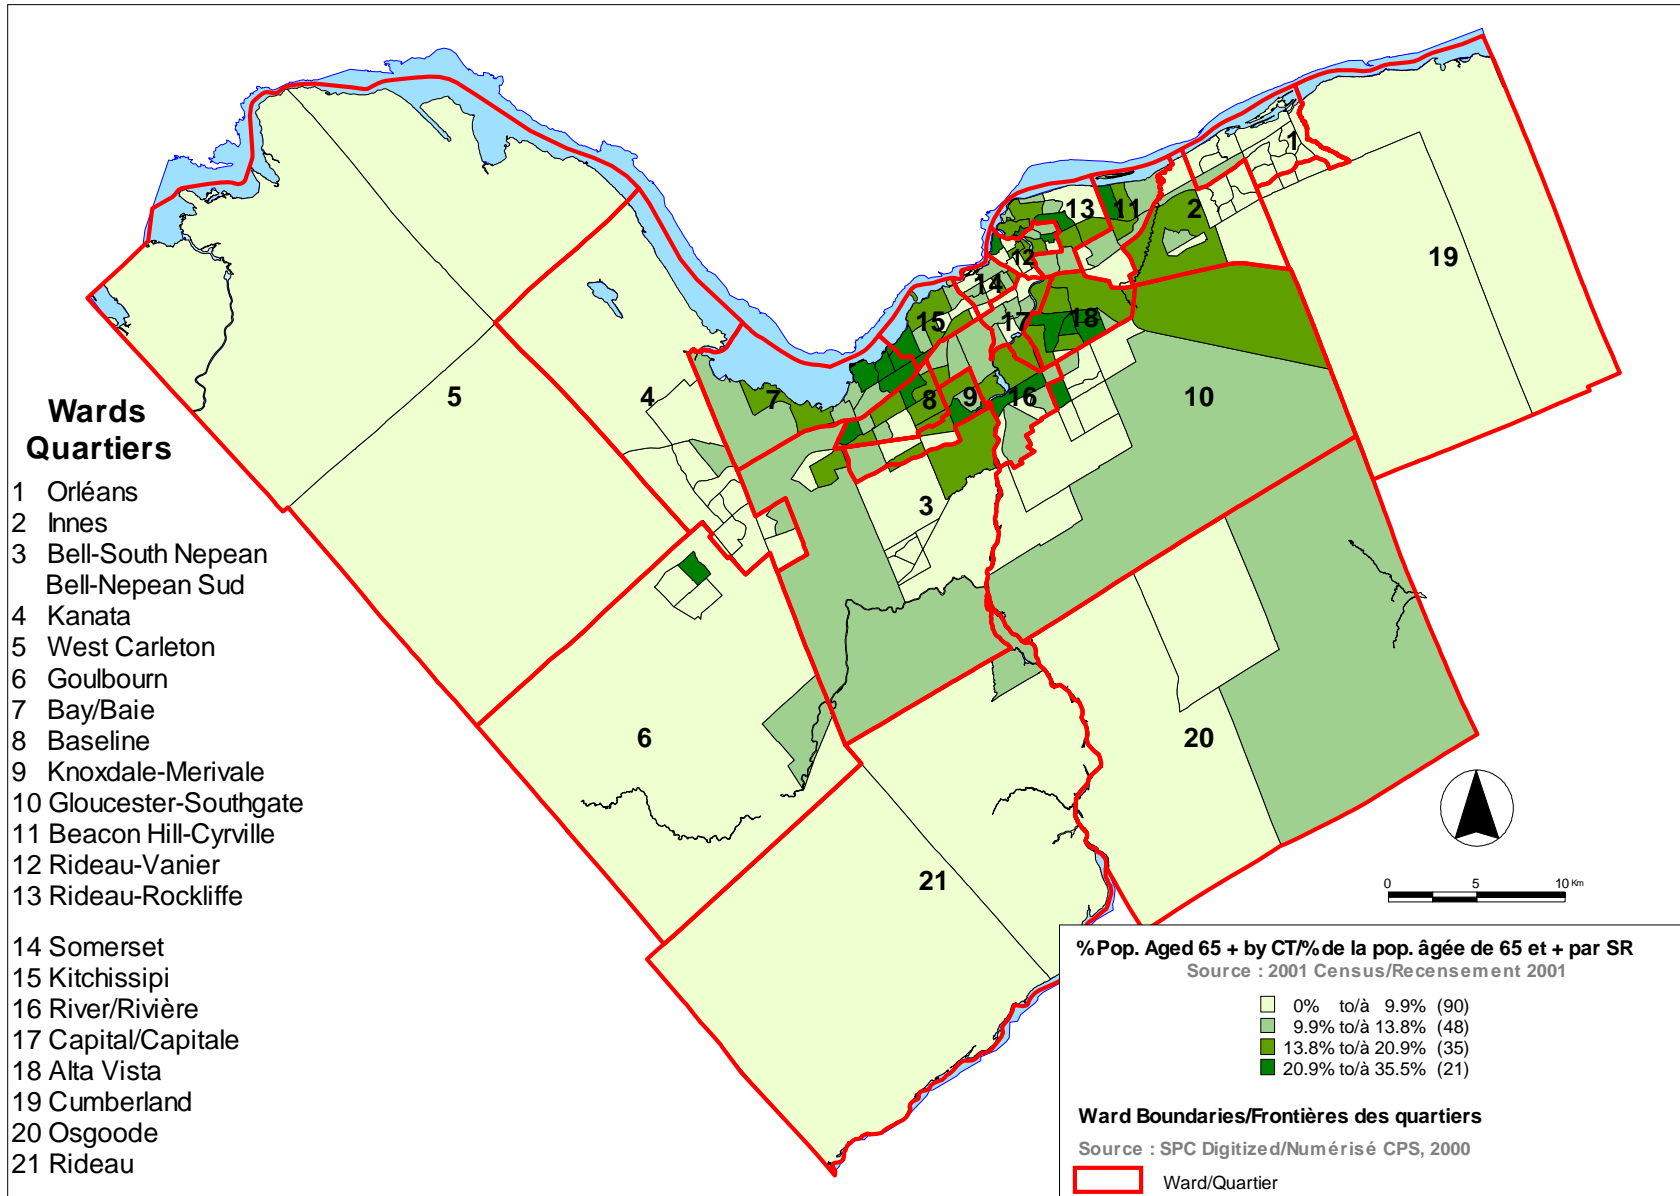 1
13
11
2
12
19
14
15
17
18
5
4
7
8
9
16
10
Wards
Quartiers
1 Orléans
2 Innes
3 Bell-South Nepean
Bell-Nepean Sud
4 Kanata
5 West Carleton
6 Goulbourn
7 Bay/Baie
8 Baseline
9 Knoxdale-Merivale
10 Gloucester-Southgate
11 Beacon Hill-Cyrville
12 Rideau-Vanier
13 Rideau-Rockliffe
14 Somerset
15 Kitchissipi
16 River/Rivière
17 Capital/Capitale
18 Alta Vista
19 Cumberland
20 Osgoode
21 Rideau
3
6
20
21
0 5 10 Km
% Pop. Aged 65 + by CT/% de la pop. âgée de 65 et + par SR
Source : 2001 Census/Recensement 2001
0% to/à 9.9% (90)
9.9% to/à 13.8% (48)
13.8% to/à 20.9% (35)
20.9% to/à 35.5% (21)
Ward Boundaries/Frontières des quartiers
Source : SPC Digitized/Numérisé CPS, 2000
Ward/Quartier